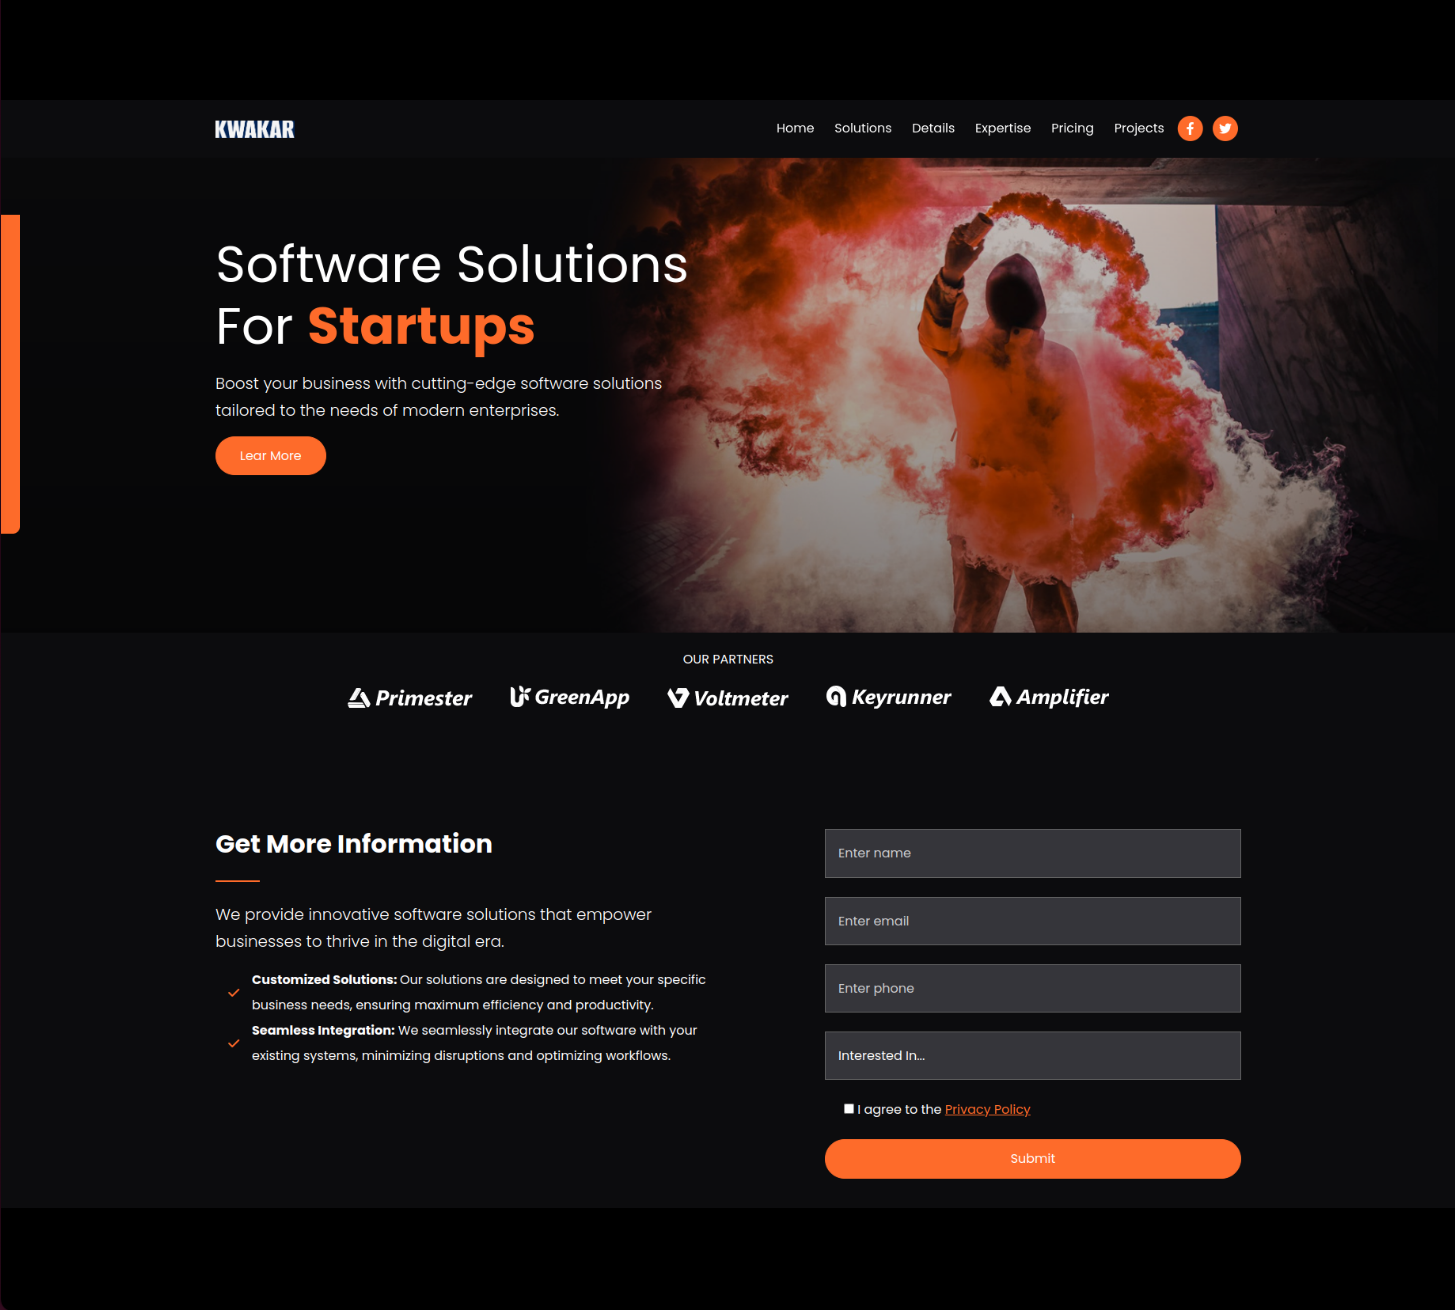 KWAKAR
Home Solutions Details Expertise Pricing Projects
Software Solutions
For Startups
Boost your business with cutting-edge software solutions
tailored to the needs of modern enterprises.
Lear More
OUR PARTNERS
Primester GreenApp Voltmeter Keyrunner Amplifier
Get More Information
We provide innovative software solutions that empower
businesses to thrive in the digital era.
Customized Solutions: Our solutions are designed to meet your specific
business needs, ensuring maximum efficiency and productivity.
Seamless Integration: We seamlessly integrate our software with your
existing systems, minimizing disruptions and optimizing workflows.
Enter name
Enter email
Enter phone
Interested In...
I agree to the Privacy Policy
Submit